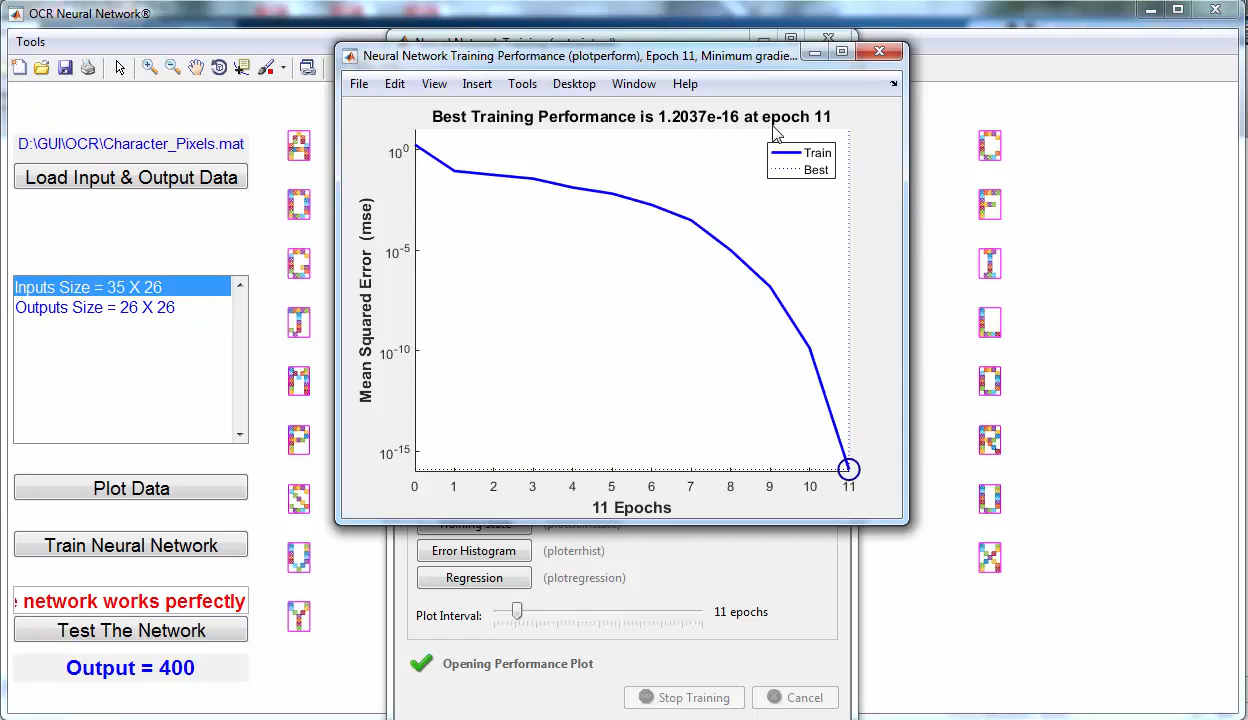 OCR Neural Network®
Tools
D:\GUI\OCR\Character_Pixels.mat
Load Input & Output Data
Inputs Size = 35 X 26
Outputs Size = 26 X 26
Plot Data
Train Neural Network
network works perfectly
Test The Network
Output = 400
A
D
G
J
M
P
S
V
Y
Neural Network Training Performance (plotperform), Epoch 11, Minimum gradie...
File Edit View Insert Tools Desktop Window Help
Best Training Performance is 1.2037e-16 at epoch 11
Train
Best
Mean Squared Error (mse)
10^0
10^-5
10^-10
10^-15
0 1 2 3 4 5 6 7 8 9 10 11
11 Epochs
Error Histogram (ploterrhist)
Regression (plotregression)
Plot Interval: 11 epochs
Opening Performance Plot
Stop Training Cancel
C
F
I
L
O
R
U
X